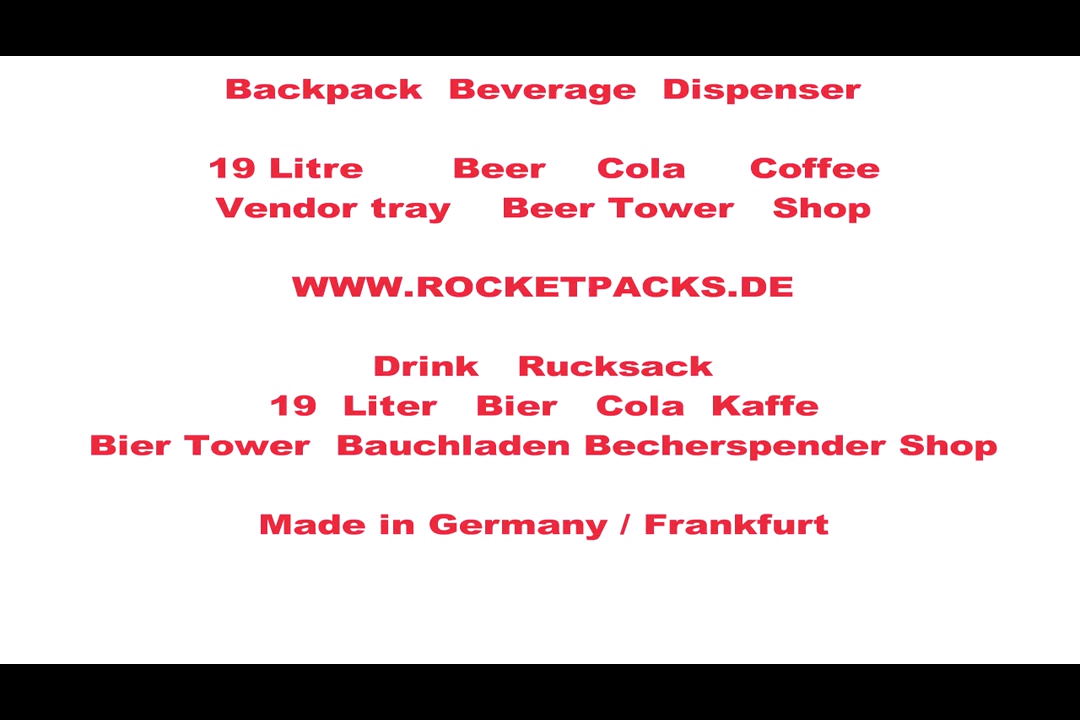 Backpack Beverage Dispenser
19 Litre Beer Cola Coffee
Vendor tray Beer Tower Shop
WWW.ROCKETPACKS.DE
Drink Rucksack
19 Liter Bier Cola Kaffe
Bier Tower Bauchladen Becherspender Shop
Made in Germany / Frankfurt